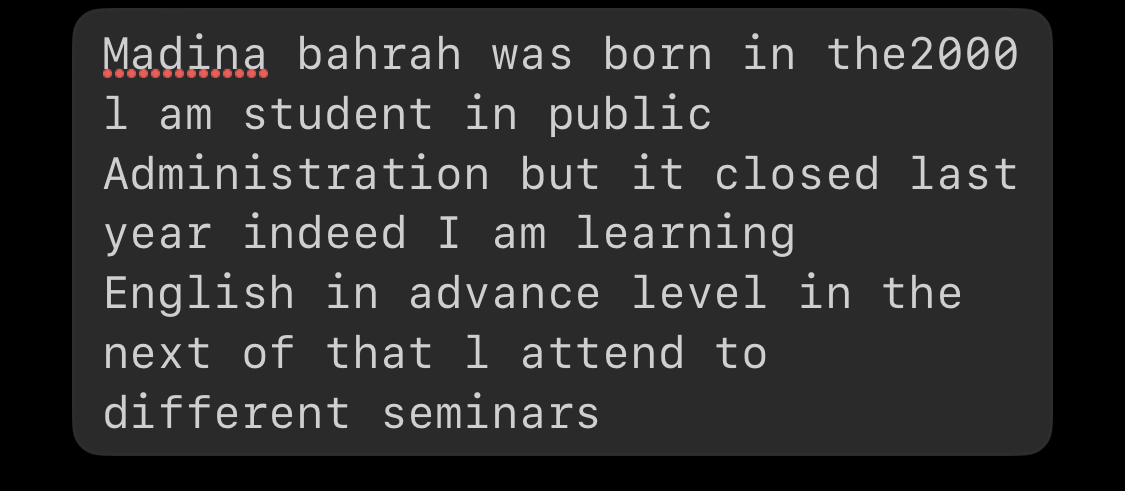 Madina bahrah was born in the2000
l am student in public
Administration but it closed last
year indeed I am learning
English in advance level in the
next of that l attend to
different seminars